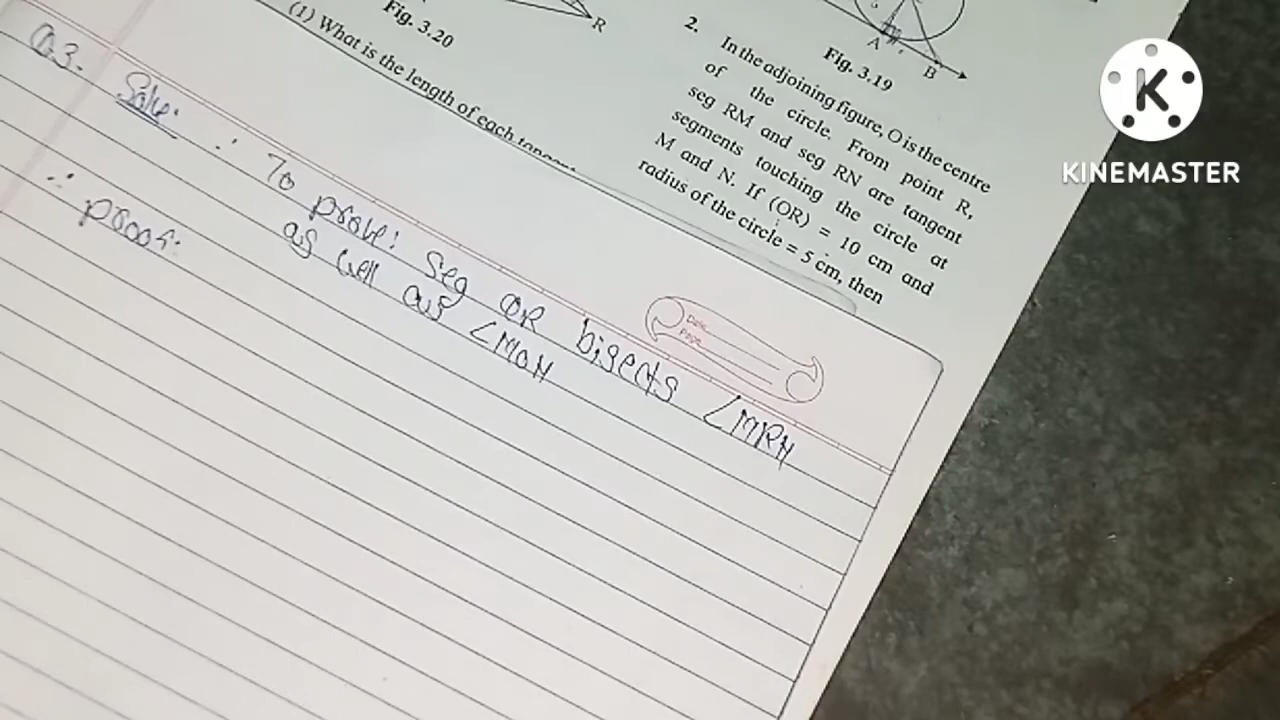 R
Fig. 3.20
(1) What is the length of each
A
B
Fig. 3.19
2. In the adjoining figure, O is the centre
of the circle. From point R,
seg RM and seg RN are tangent
segments touching the circle at
M and N. If (OR) = 10 cm and
radius of the circle = 5 cm, then
K
KINEMASTER
Date
Page
Q.3.
Solve.
∴ To prove: seg OR bisects ∠MRN
as well as ∠MON
∴ proof: